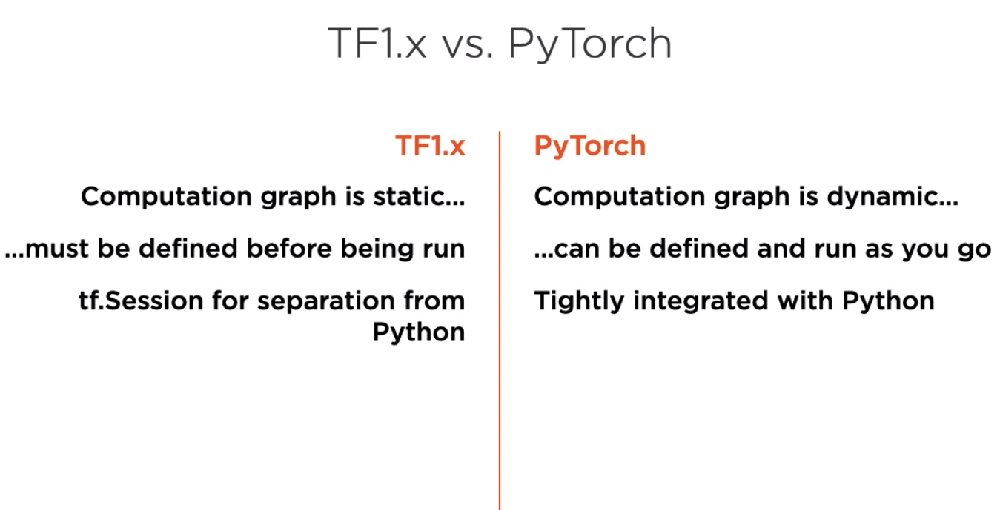 TF1.x vs. PyTorch
TF1.x
Computation graph is static...
...must be defined before being run
tf.Session for separation from
Python
PyTorch
Computation graph is dynamic...
...can be defined and run as you go
Tightly integrated with Python